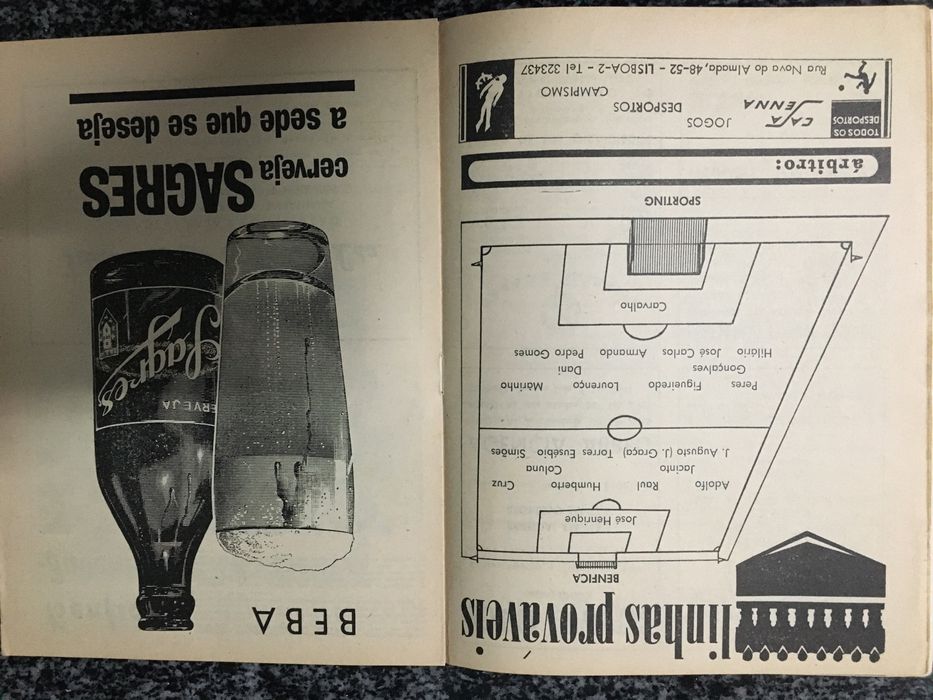 linhas prováveis
BENFICA
José Henrique
Adolfo Raul Humberto Cruz
Jacinto Coluna
J. Augusto (J. Graça) Torres Eusébio Simões
Peres Figueiredo Lourenço Marinho
Gonçalves Dani
Hilário José Carlos Armando Pedro Gomes
Carvalho
SPORTING
árbitro:
TODOS OS
DESPORTOS
CASA
SENNA
JOGOS
DESPORTOS
CAMPISMO
Rua Nova do Almada, 48-52 - LISBOA-2 - Tel 323437
BEBA
ERVEJA
Sagres
cerveja SAGRES
a sede que se deseja